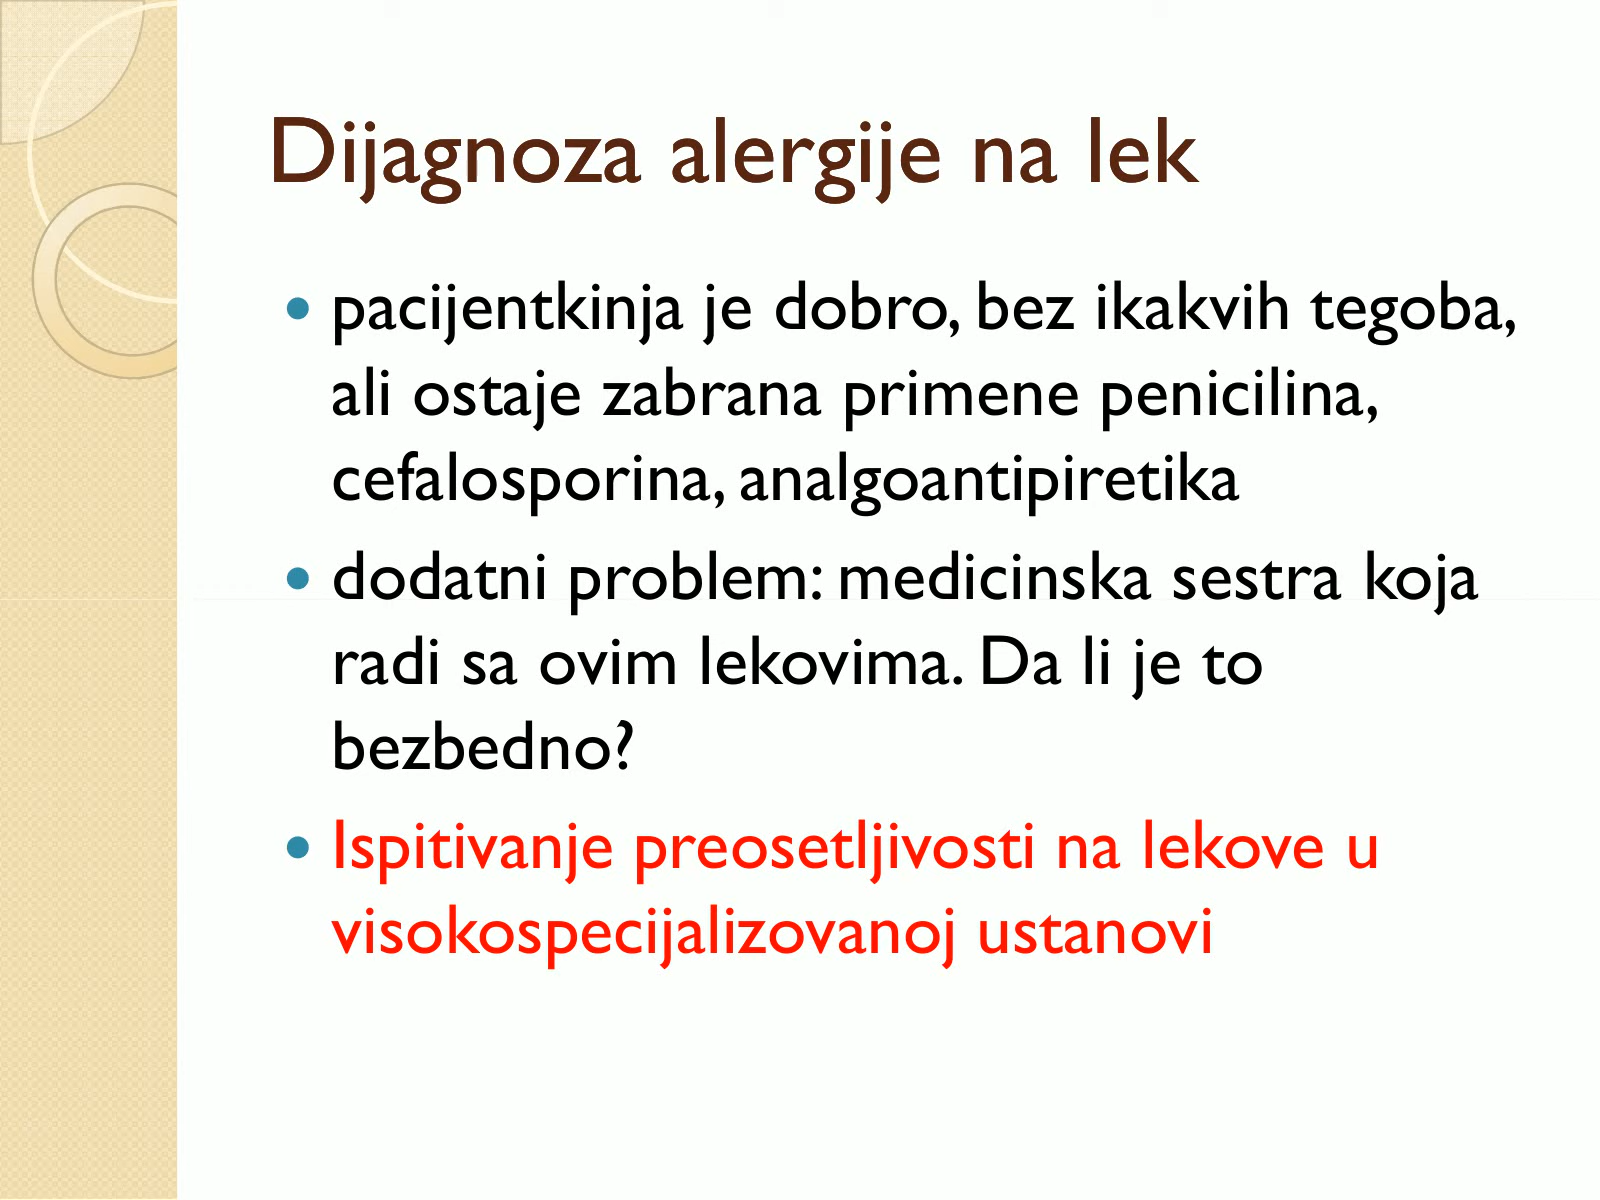 Dijagnoza alergije na lek
• pacijentkinja je dobro, bez ikakvih tegoba,
ali ostaje zabrana primene penicilina,
cefalosporina, analgoantipiretika
• dodatni problem: medicinska sestra koja
radi sa ovim lekovima. Da li je to
bezbedno?
• Ispitivanje preosetljivosti na lekove u
visokospecijalizovanoj ustanovi